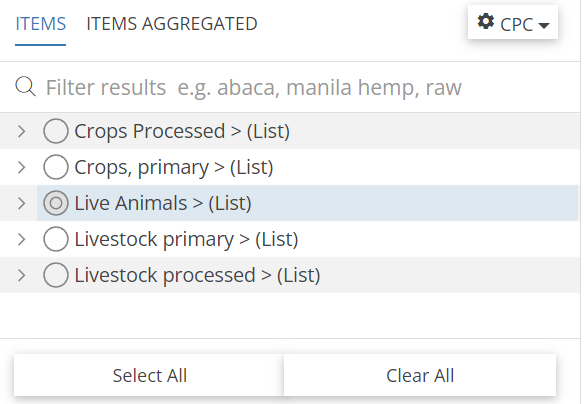 ITEMS ITEMS AGGREGATED CPC
Filter results e.g. abaca, manila hemp, raw
Crops Processed > (List)
Crops, primary > (List)
Live Animals > (List)
Livestock primary > (List)
Livestock processed > (List)
Select All Clear All